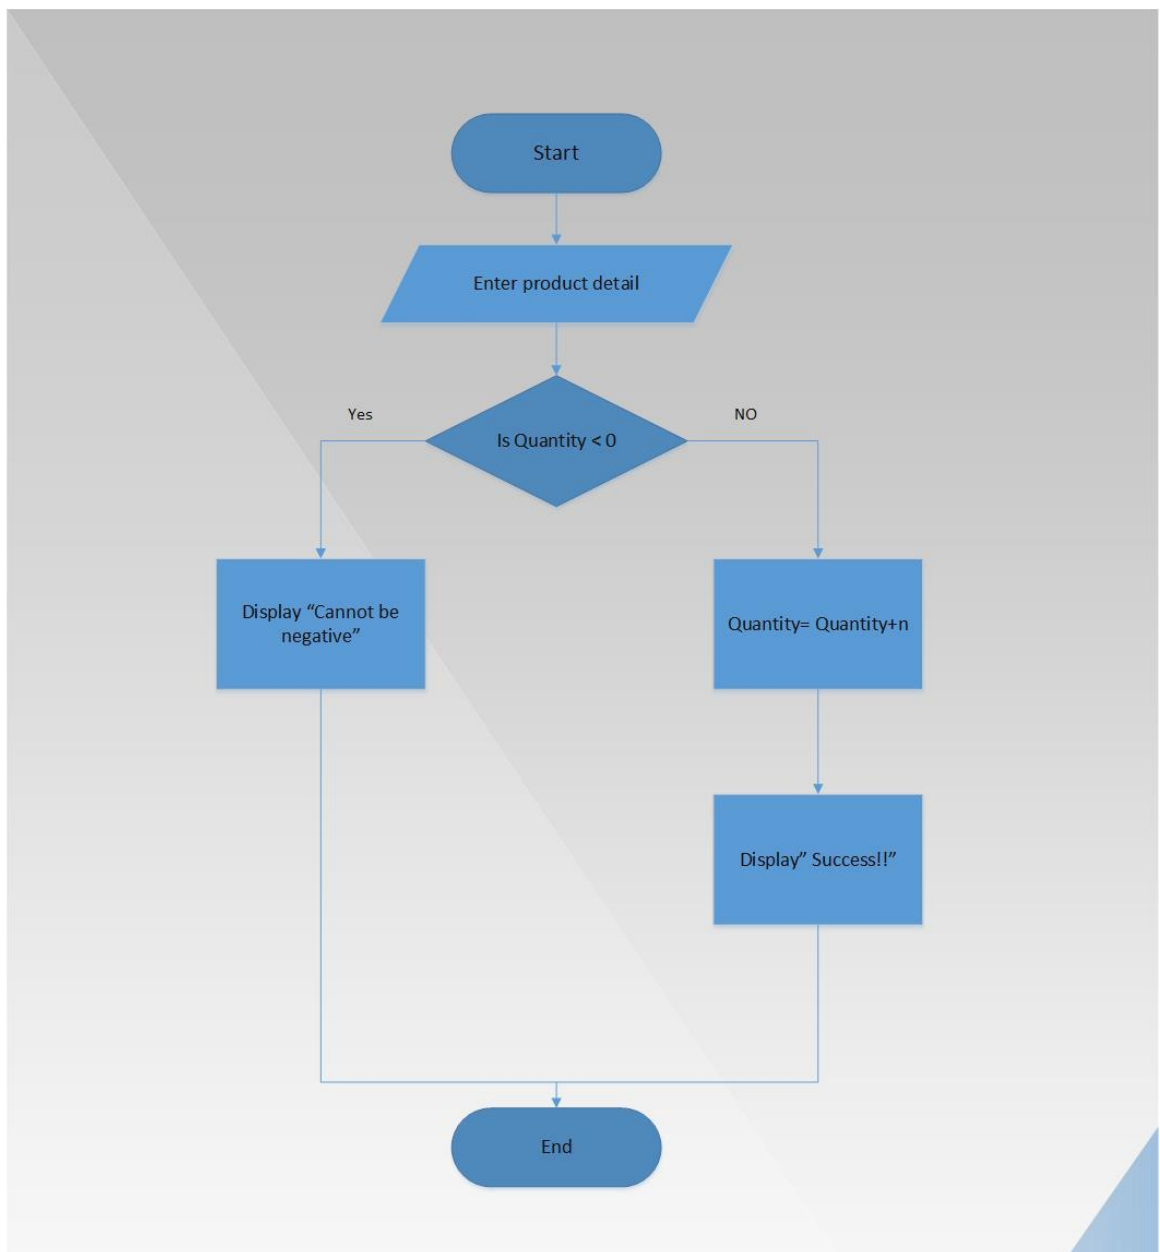 Start
Enter product detail
Yes
NO
Is Quantity < 0
Display “Cannot be
negative”
Quantity= Quantity+n
Display” Success!!”
End